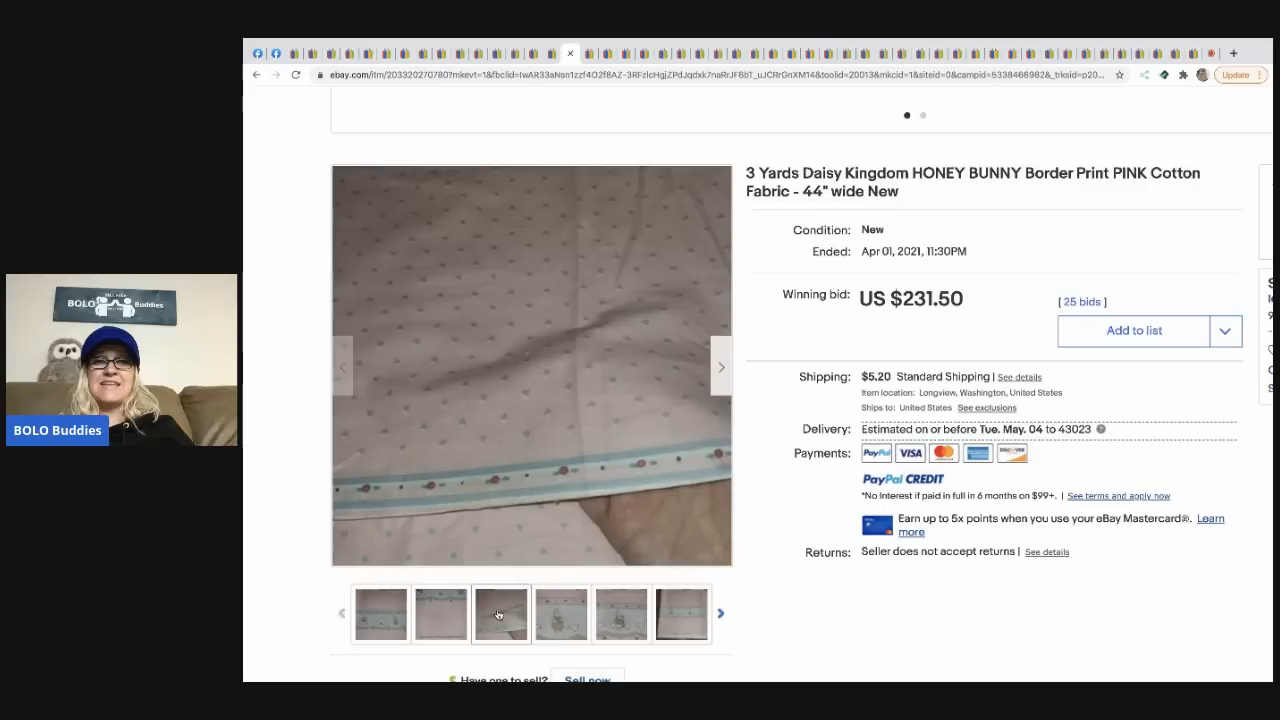 Update
ebay.com/itm/203320270780?mkevt=1&fbclid=IwAR33aNsn1zzf4O2f8AZ-3RFzlcHgjZPdJqdxk7naRrJF6bT_uJCRrGnXM14&toolid=20013&mkcid=1&siteid=0&campid=5338466982&_trksid=p20...
3 Yards Daisy Kingdom HONEY BUNNY Border Print PINK Cotton
Fabric - 44" wide New
Condition: New
Ended: Apr 01, 2021, 11:30PM
Winning bid: US $231.50 [ 25 bids ]
Add to list
Shipping: $5.20 Standard Shipping | See details
Item location: Longview, Washington, United States
Ships to: United States See exclusions
Delivery: Estimated on or before Tue. May. 04 to 43023
Payments: PayPal VISA
PayPal CREDIT
*No Interest if paid in full in 6 months on $99+. | See terms and apply now
Earn up to 5x points when you use your eBay Mastercard®. Learn
more
Returns: Seller does not accept returns | See details
Have one to sell? Sell now
BOLO Buddies
BOLO Buddies